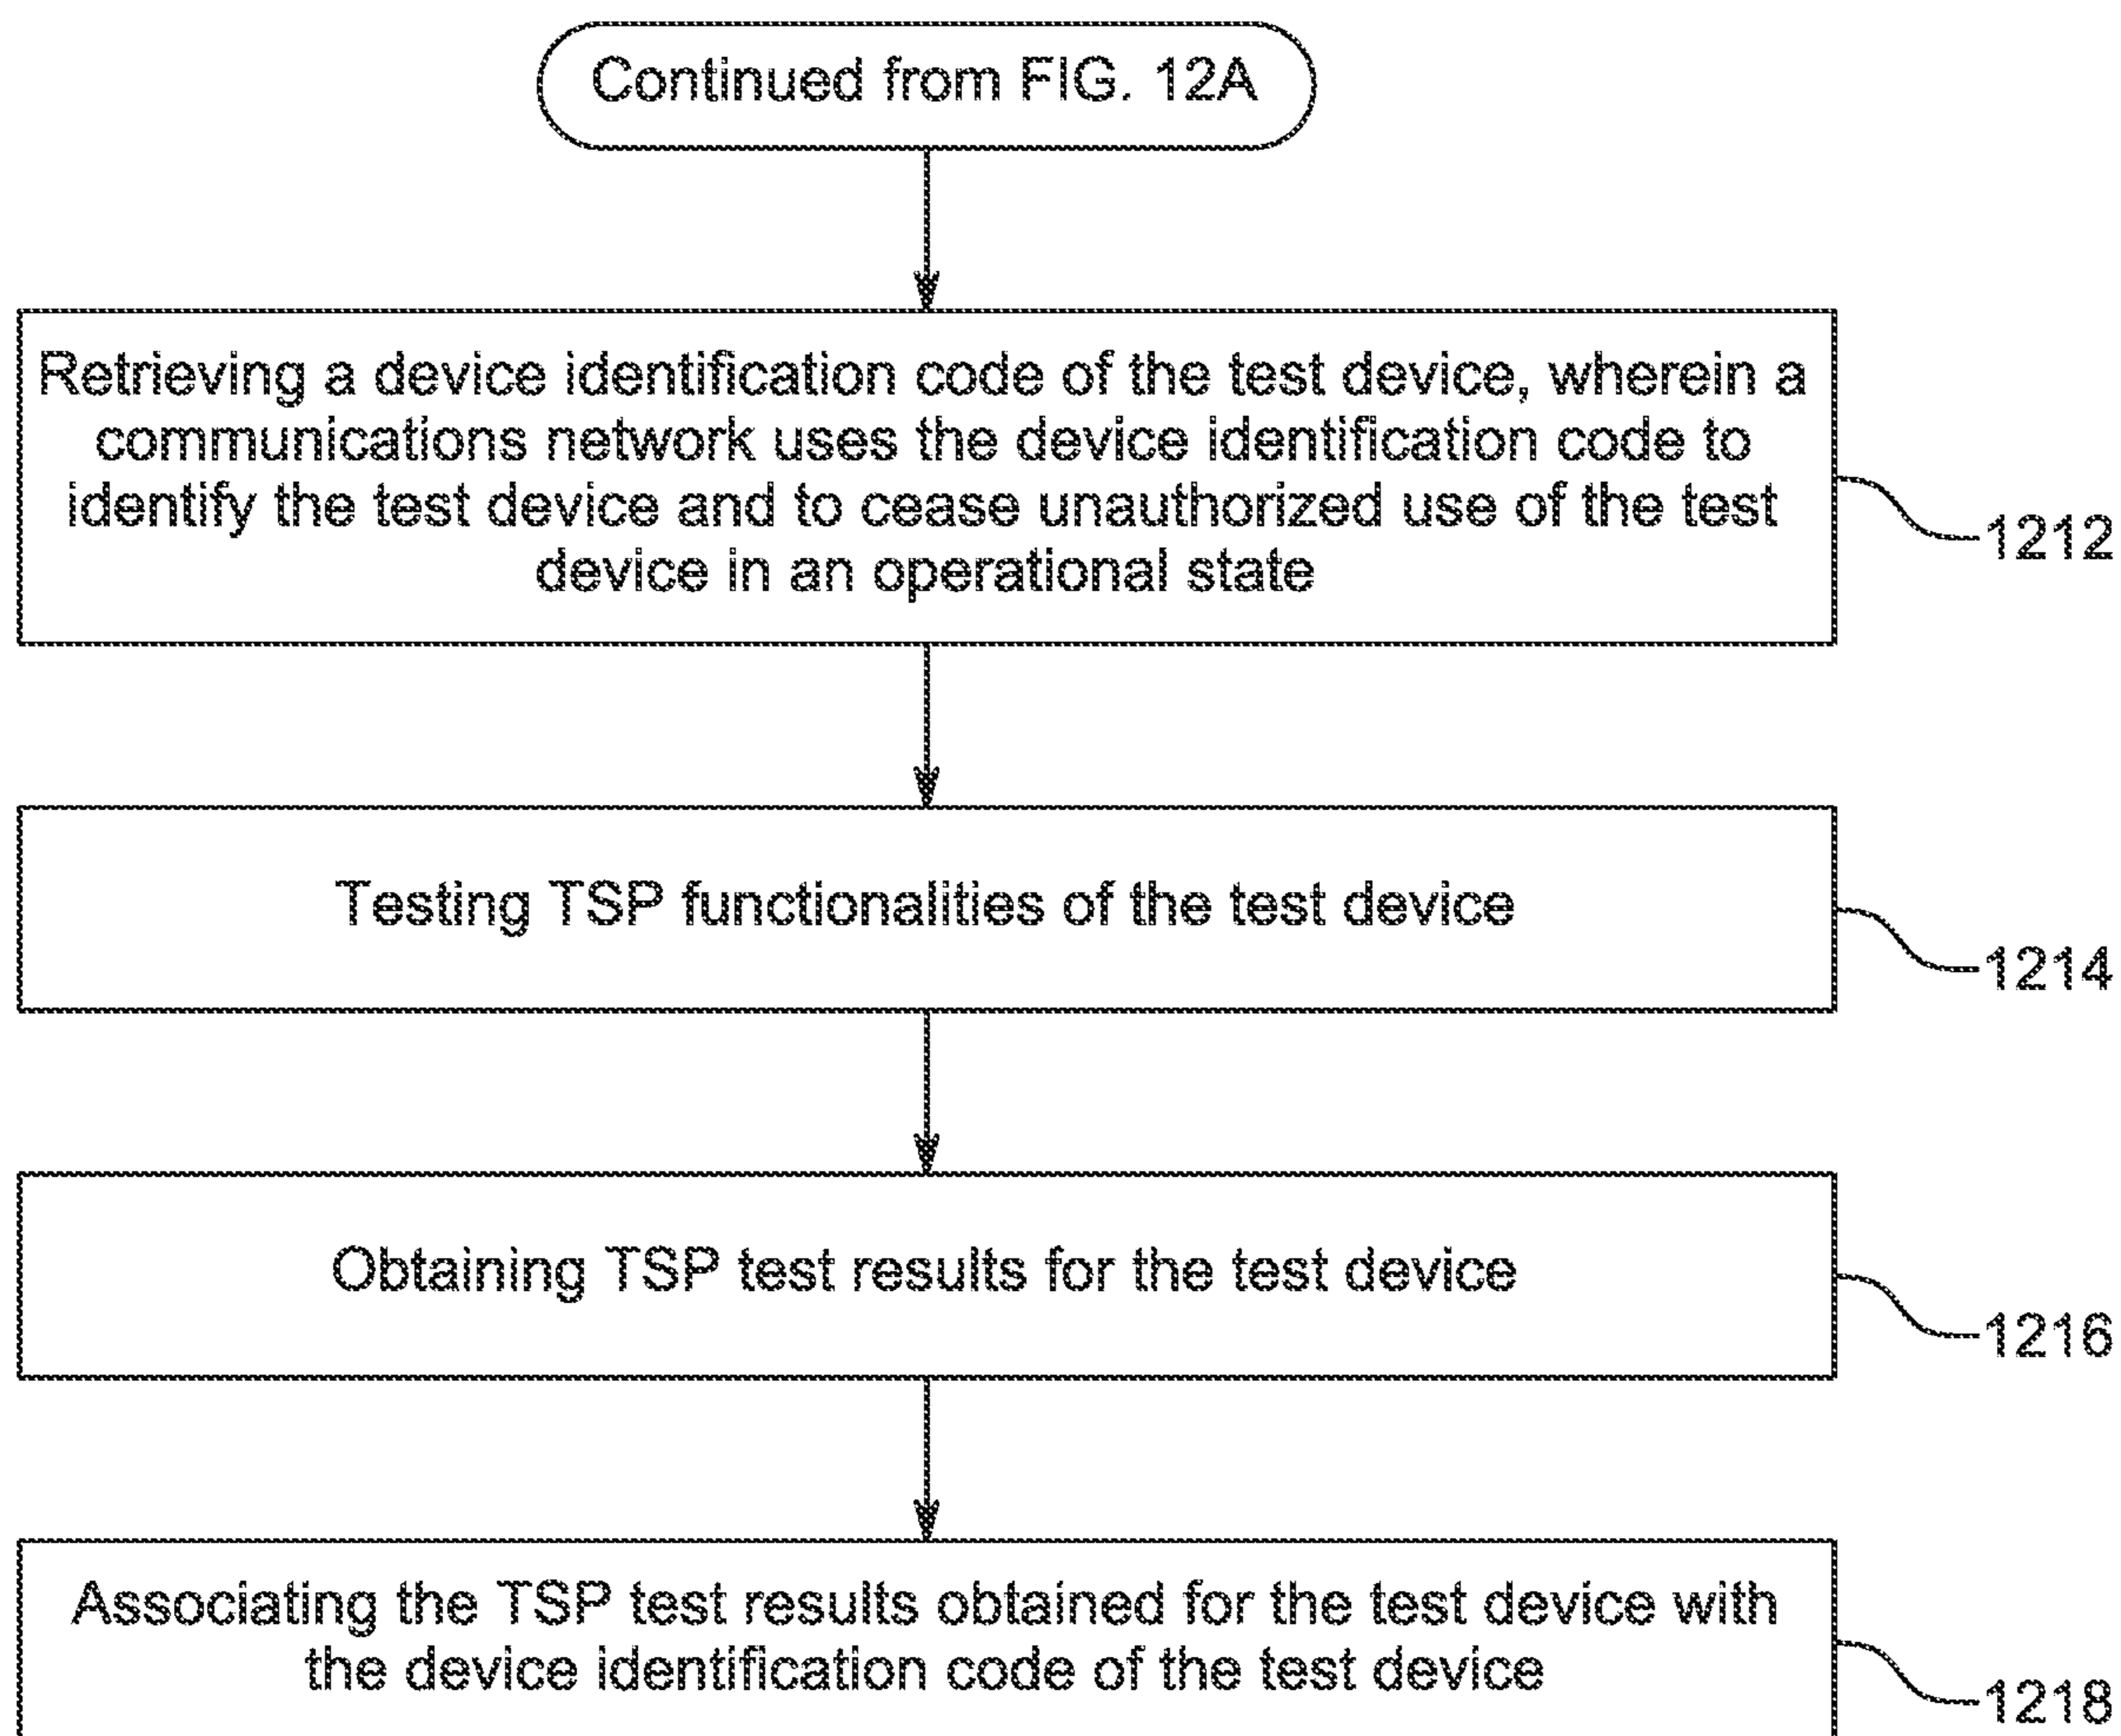 Continued from FIG. 12A
Retrieving a device identification code of the test device, wherein a
communications network uses the device identification code to
identify the test device and to cease unauthorized use of the test
device in an operational state
1212
Testing TSP functionalities of the test device
1214
Obtaining TSP test results for the test device
1216
Associating the TSP test results obtained for the test device with
the device identification code of the test device
1218